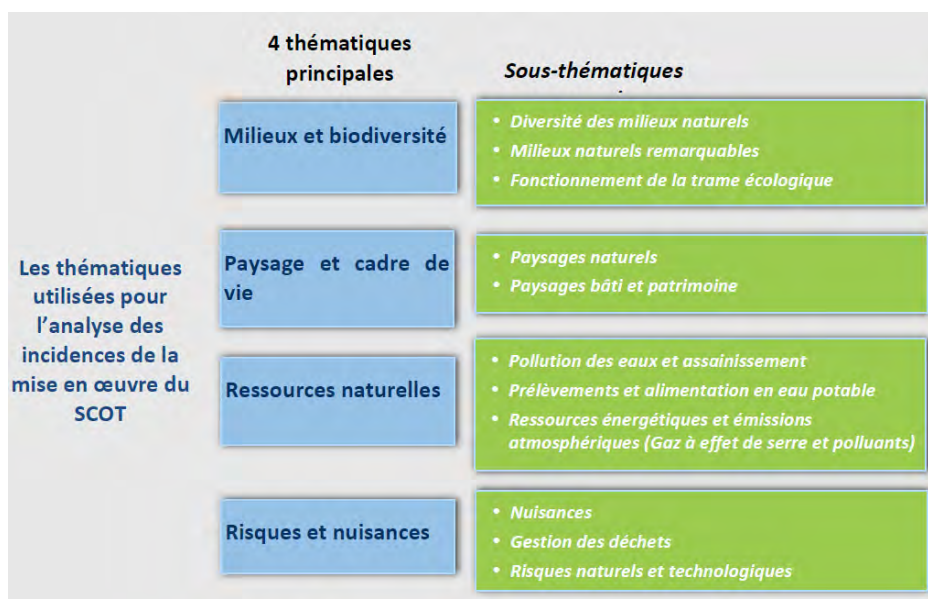 4 thématiques
principales
Sous-thématiques
Milieux et biodiversité
• Diversité des milieux naturels
• Milieux naturels remarquables
• Fonctionnement de la trame écologique
Les thématiques
utilisées pour
l'analyse des
incidences de la
mise en œuvre du
SCOT
Paysage et cadre de
vie
• Paysages naturels
• Paysages bâti et patrimoine
Ressources naturelles
• Pollution des eaux et assainissement
• Prélèvements et alimentation en eau potable
• Ressources énergétiques et émissions
atmosphériques (Gaz à effet de serre et polluants)
Risques et nuisances
• Nuisances
• Gestion des déchets
• Risques naturels et technologiques